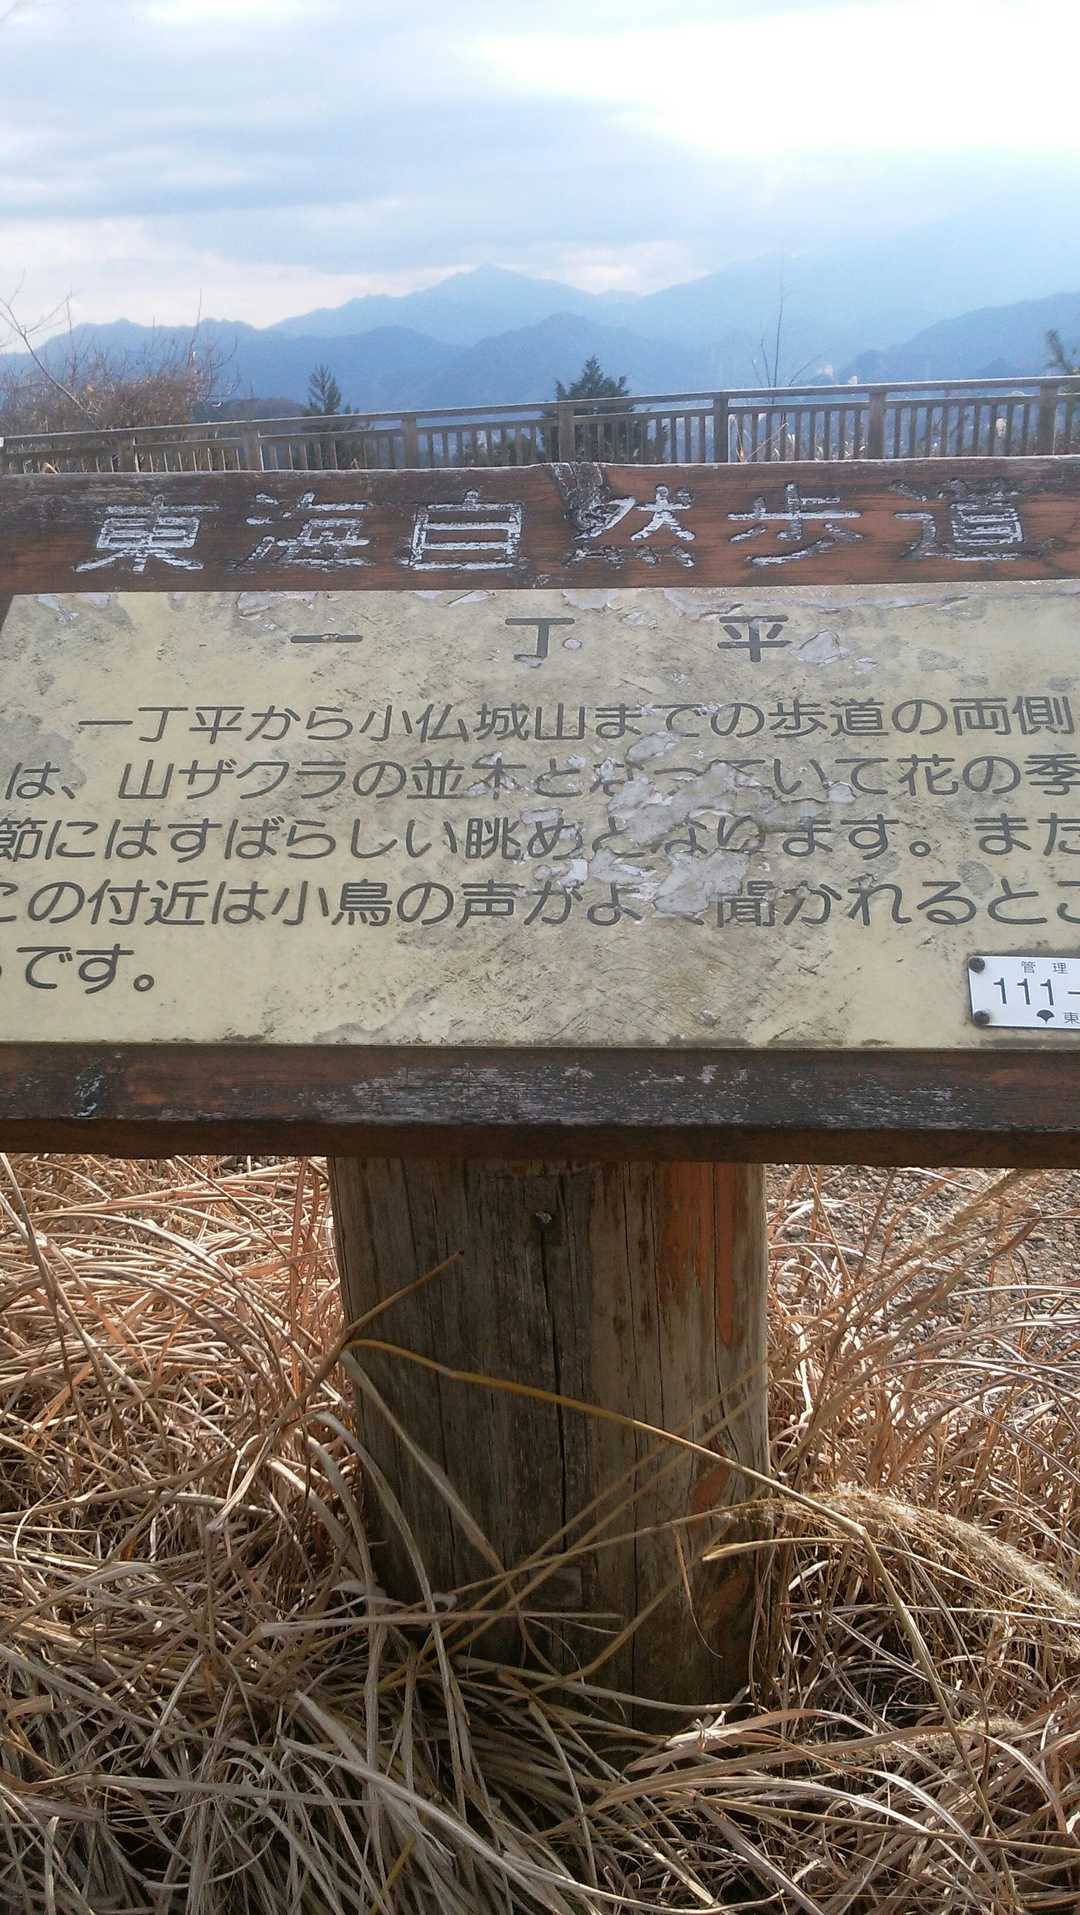 東海自然歩道
一丁平
一丁平から小仏城山までの歩道の両側
は、山ザクラの並木となっていて花の季
節にはすばらしい眺めとなります。また
この付近は小鳥の声がよ 聞かれるとこ
ろです。
管理
111-
東